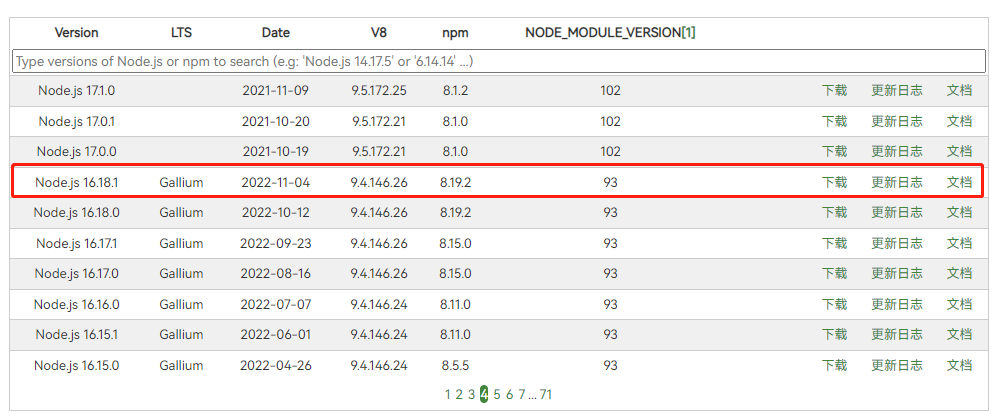 Version LTS Date V8 npm NODE_MODULE_VERSION[1]
Type versions of Node.js or npm to search (e.g: 'Node.js 14.17.5' or '6.14.14' ...)
Node.js 17.1.0 2021-11-09 9.5.172.25 8.1.2 102 下载 更新日志 文档
Node.js 17.0.1 2021-10-20 9.5.172.21 8.1.0 102 下载 更新日志 文档
Node.js 17.0.0 2021-10-19 9.5.172.21 8.1.0 102 下载 更新日志 文档
Node.js 16.18.1 Gallium 2022-11-04 9.4.146.26 8.19.2 93 下载 更新日志 文档
Node.js 16.18.0 Gallium 2022-10-12 9.4.146.26 8.19.2 93 下载 更新日志 文档
Node.js 16.17.1 Gallium 2022-09-23 9.4.146.26 8.15.0 93 下载 更新日志 文档
Node.js 16.17.0 Gallium 2022-08-16 9.4.146.26 8.15.0 93 下载 更新日志 文档
Node.js 16.16.0 Gallium 2022-07-07 9.4.146.24 8.11.0 93 下载 更新日志 文档
Node.js 16.15.1 Gallium 2022-06-01 9.4.146.24 8.11.0 93 下载 更新日志 文档
Node.js 16.15.0 Gallium 2022-04-26 9.4.146.24 8.5.5 93 下载 更新日志 文档
1 2 3 4 5 6 7 ... 71